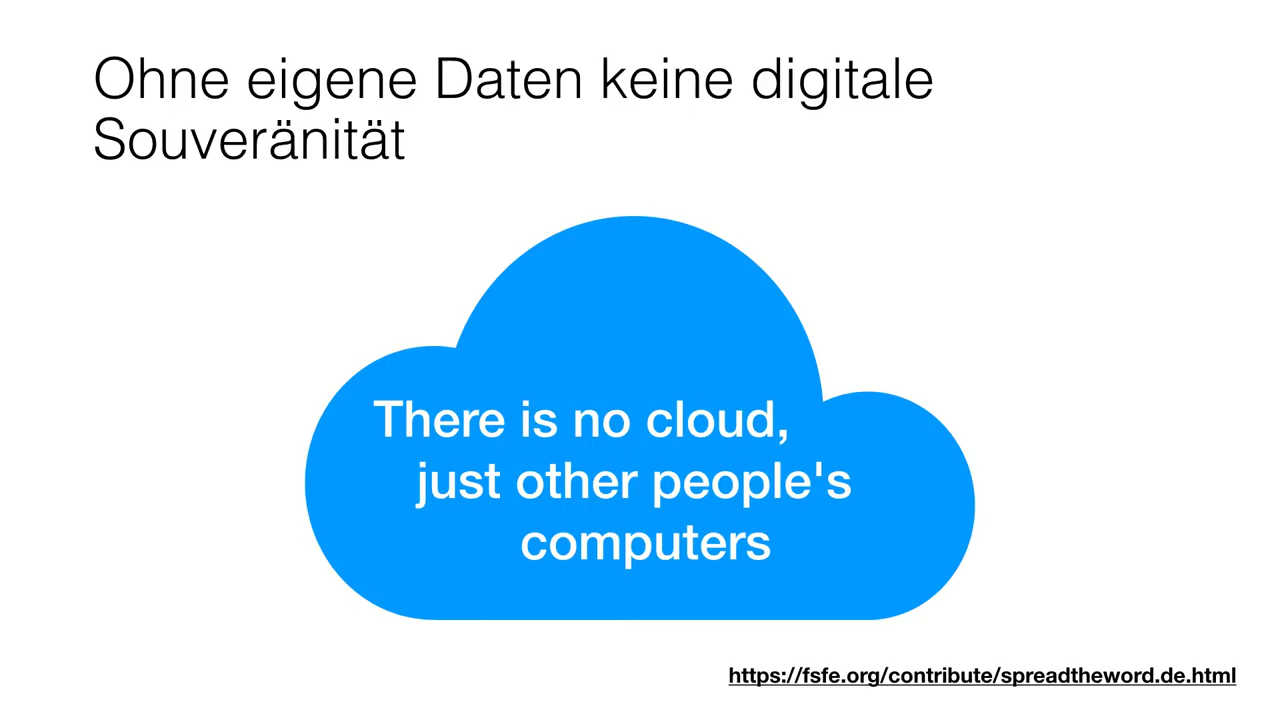 Ohne eigene Daten keine digitale
Souveränität
There is no cloud,
just other people's
computers
https://fsfe.org/contribute/spreadtheword.de.html